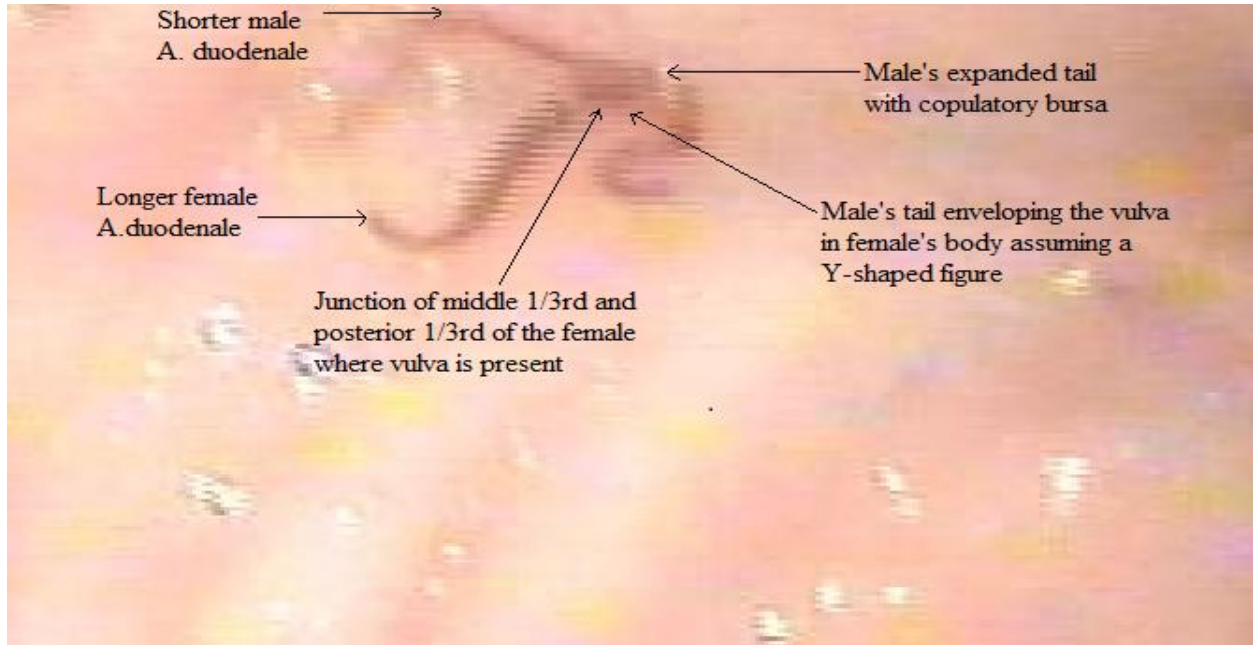 Shorter male
A. duodenale
Male's expanded tail
with copulatory bursa
Longer female
A.duodenale
Male's tail enveloping the vulva
in female's body assuming a
Y-shaped figure
Junction of middle 1/3rd and
posterior 1/3rd of the female
where vulva is present